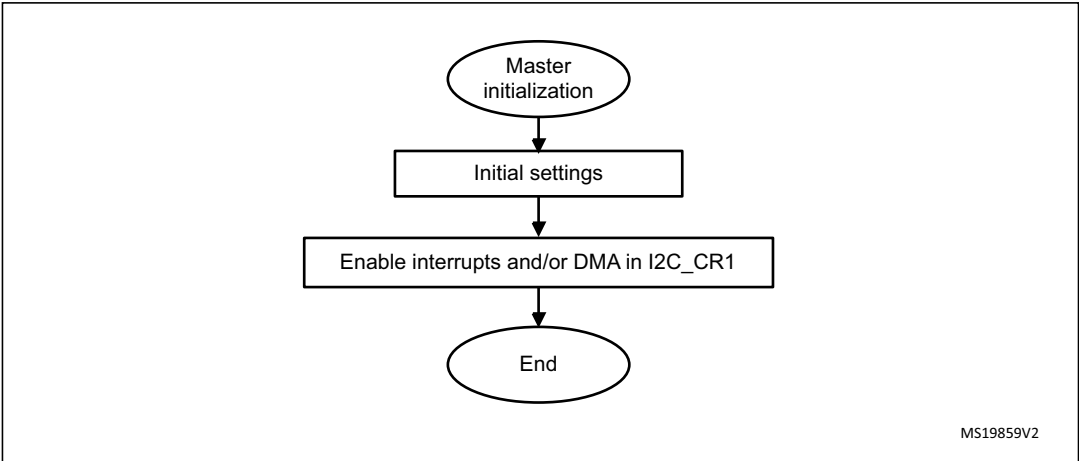 Master
initialization
Initial settings
Enable interrupts and/or DMA in I2C_CR1
End
MS19859V2